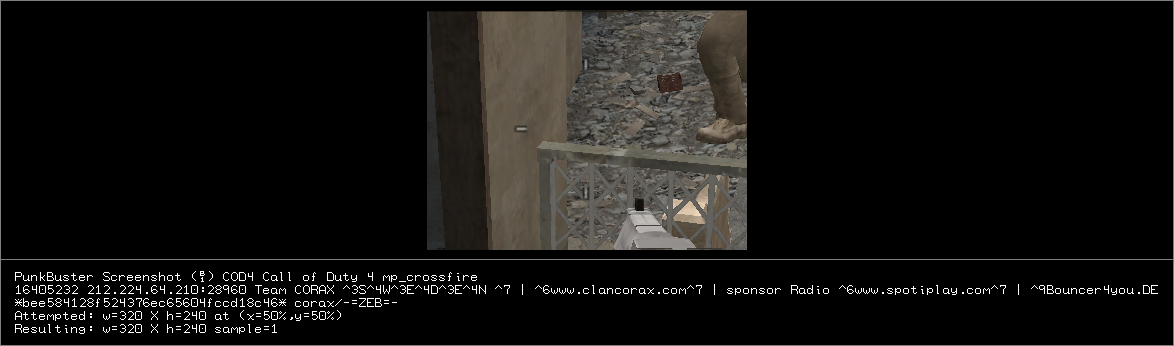 PunkBuster Screenshot (B I) COD4 Call of Duty 4 mp_crossfire
16405232 212.224.64.210:28960 Team CORAX ^3S^4W^3E^4D^3E^4N ^7 | ^6www.clancorax.com^7 | sponsor Radio ^6www.spotiplay.com^7 | ^9Bouncer4you.DE
*bee584128f524376ec65604fccd18c46* corax/-=ZEB=-
Attempted: w=320 X h=240 at (x=50%,y=50%)
Resulting: w=320 X h=240 sample=1